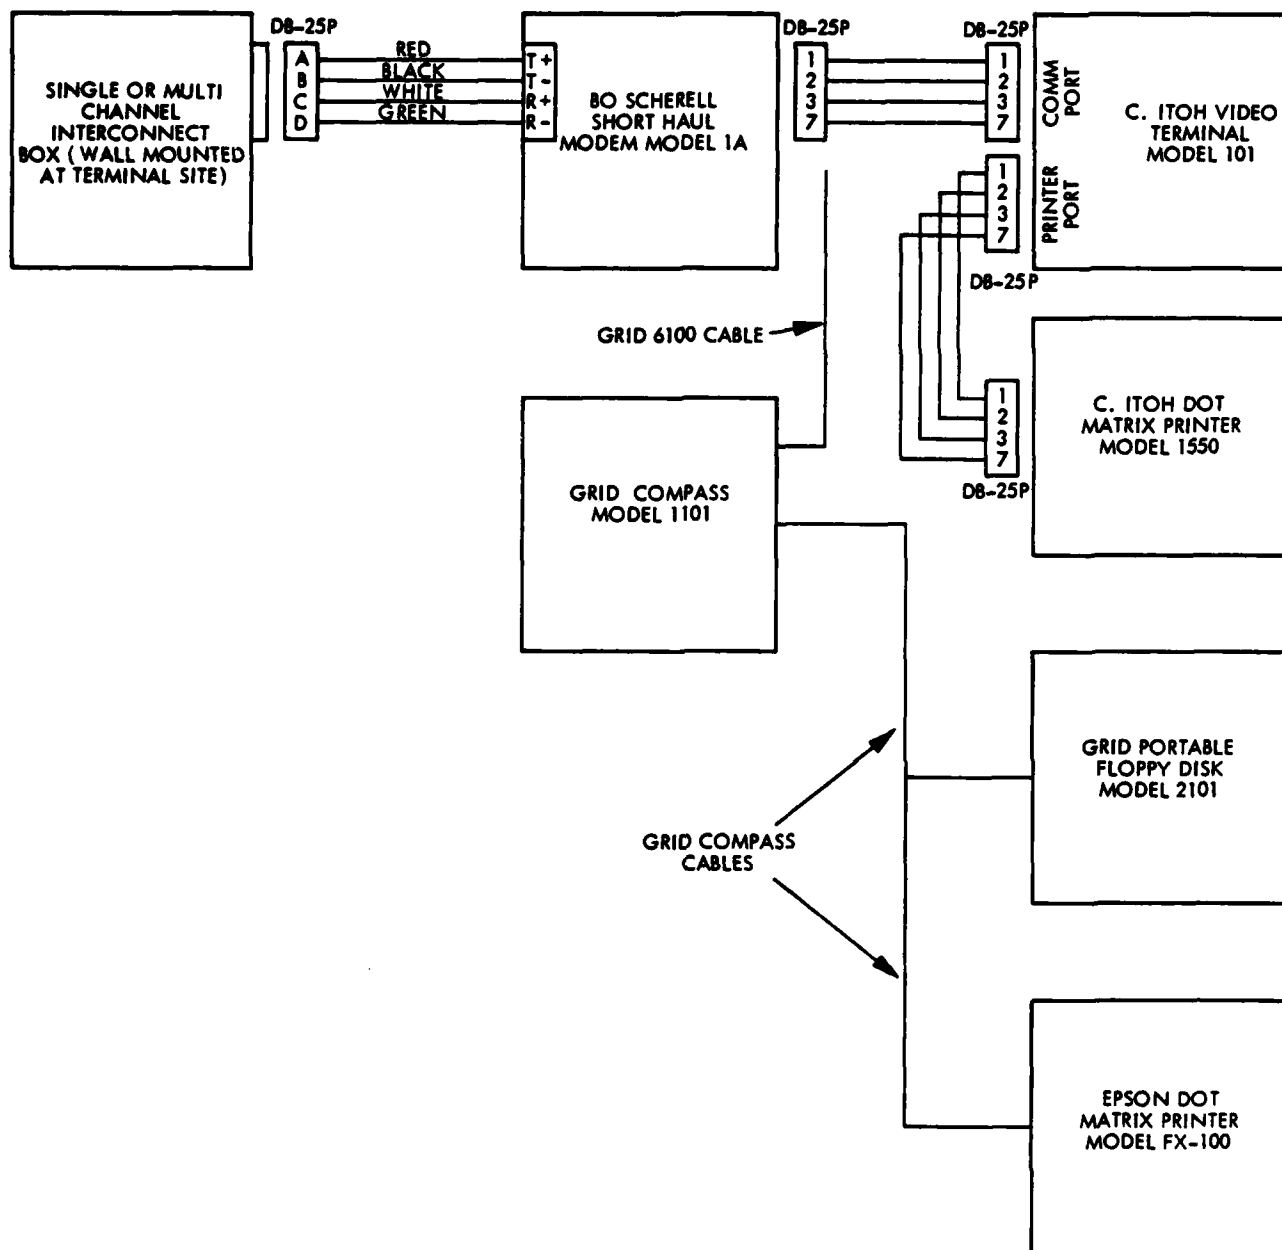 DB-25P
SINGLE OR MULTI
CHANNEL
INTERCONNECT
BOX ( WALL MOUNTED
AT TERMINAL SITE)
A
B
C
D
RED
BLACK
WHITE
GREEN
T +
T -
R +
R -
BO SCHERELL
SHORT HAUL
MODEM MODEL 1A
DB-25P
1
2
3
7
DB-25P
1
2
3
7
COMM
PORT
C. ITOH VIDEO
TERMINAL
MODEL 101
1
2
3
7
PRINTER
PORT
DB-25P
GRID 6100 CABLE
1
2
3
7
DB-25P
C. ITOH DOT
MATRIX PRINTER
MODEL 1550
GRID COMPASS
MODEL 1101
GRID PORTABLE
FLOPPY DISK
MODEL 2101
GRID COMPASS
CABLES
EPSON DOT
MATRIX PRINTER
MODEL FX-100